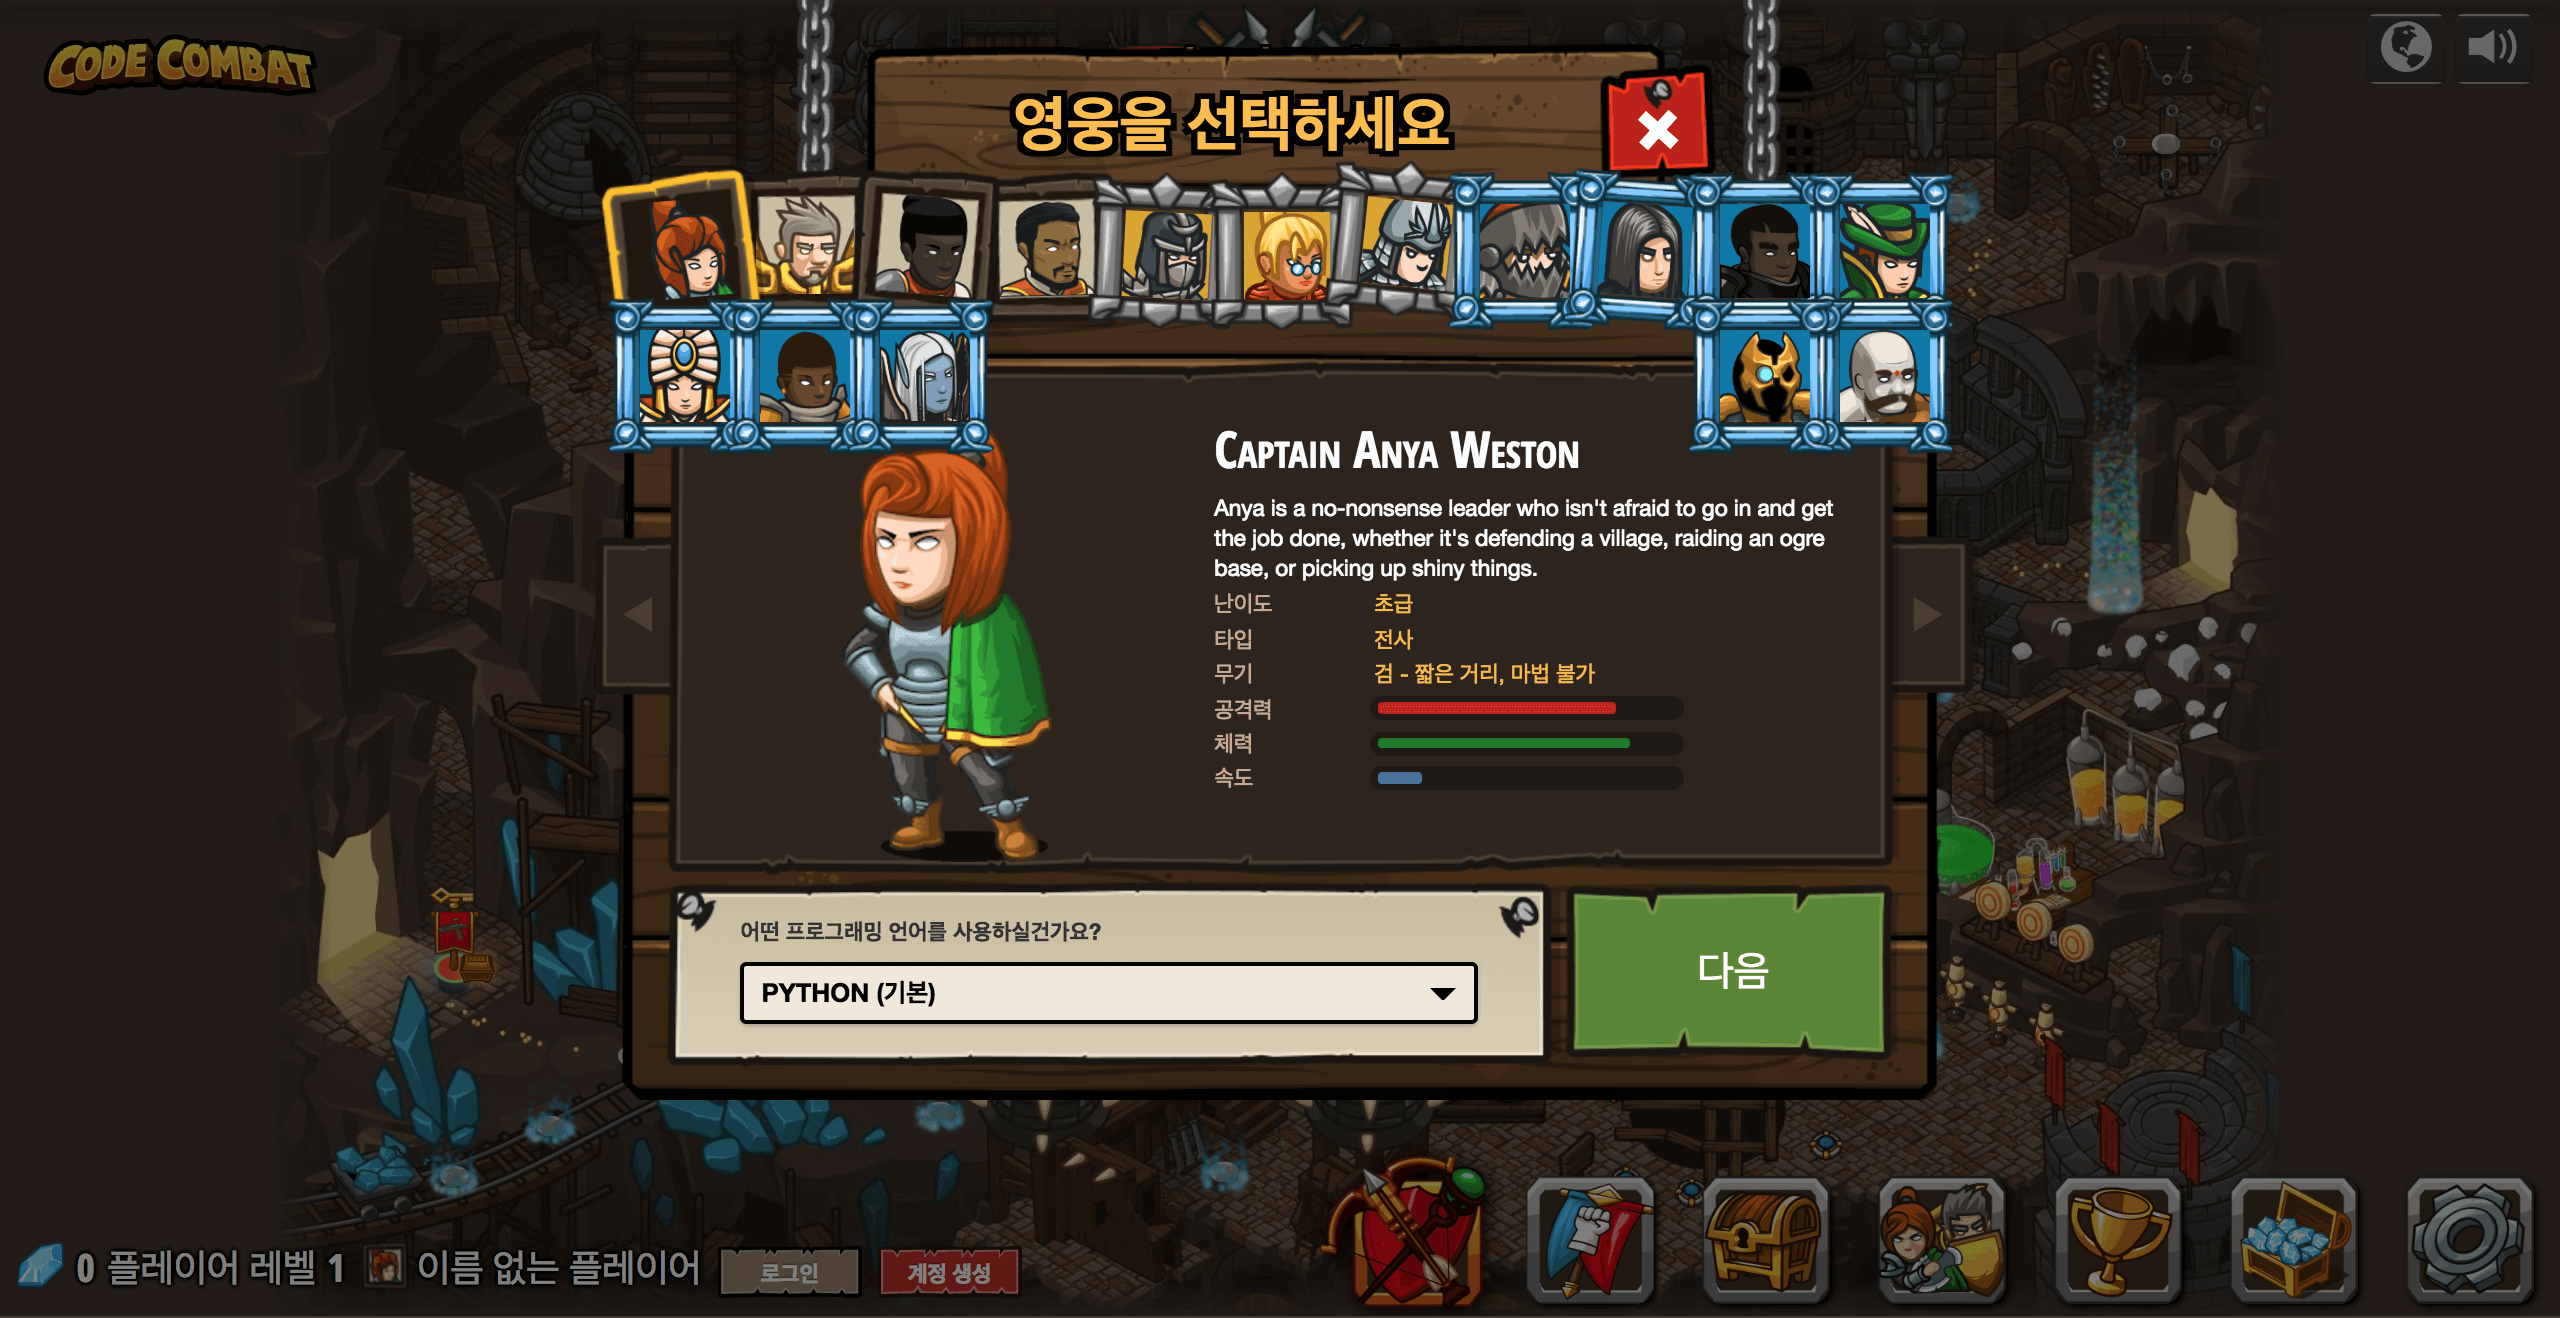 CODE COMBAT
영웅을 선택하세요
CAPTAIN ANYA WESTON
Anya is a no-nonsense leader who isn't afraid to go in and get
the job done, whether it's defending a village, raiding an ogre
base, or picking up shiny things.
난이도 초급
타입 전사
무기 검 - 짧은 거리, 마법 불가
공격력
체력
속도
어떤 프로그래밍 언어를 사용하실건가요?
PYTHON (기본)
다음
0 플레이어 레벨 1 이름 없는 플레이어 로그인 계정 생성